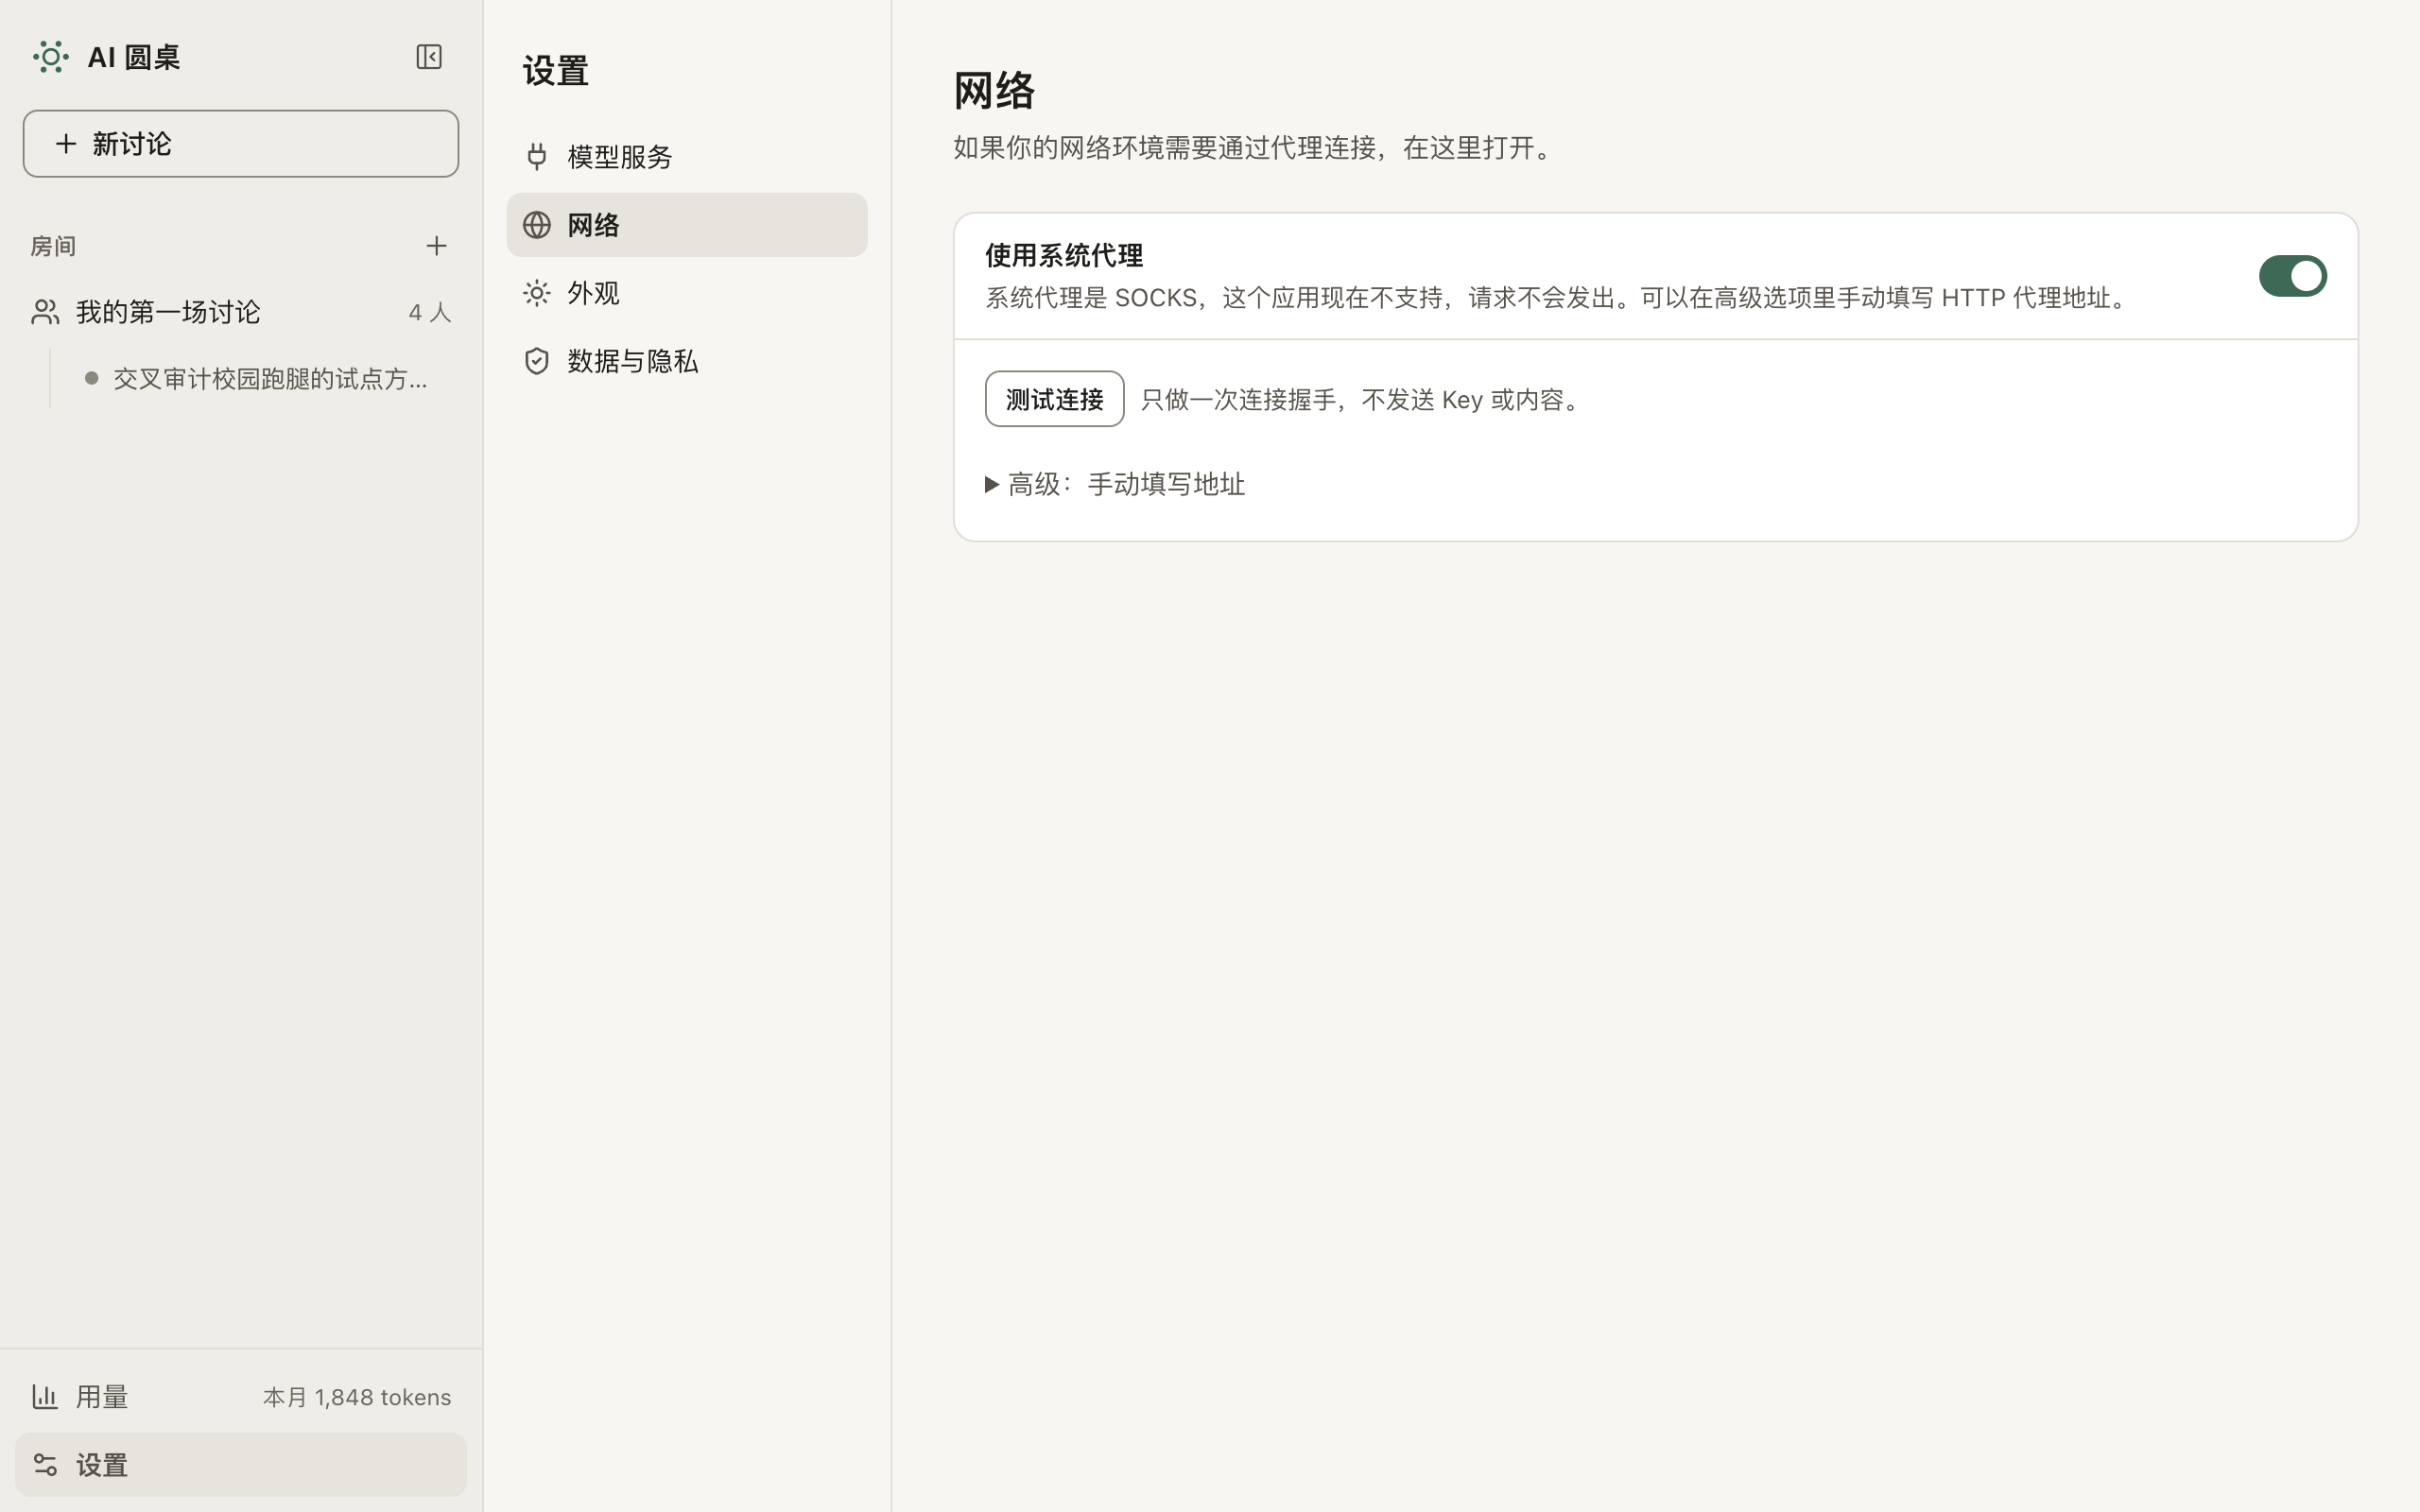 AI 圆桌
新讨论
房间
我的第一场讨论 4 人
交叉审计校园跑腿的试点方...
用量 本月 1,848 tokens
设置
设置
模型服务
网络
外观
数据与隐私
网络
如果你的网络环境需要通过代理连接，在这里打开。
使用系统代理
系统代理是 SOCKS，这个应用现在不支持，请求不会发出。可以在高级选项里手动填写 HTTP 代理地址。
测试连接 只做一次连接握手，不发送 Key 或内容。
高级：手动填写地址